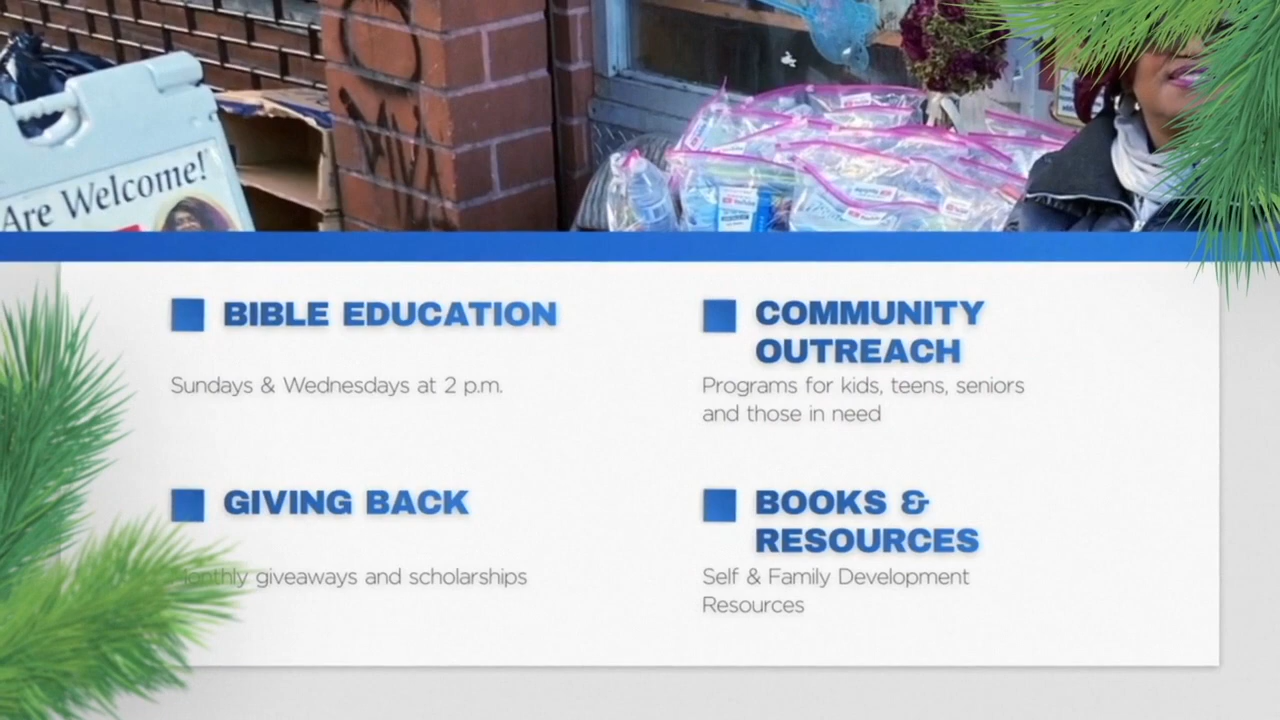 Are Welcome!
BIBLE EDUCATION
Sundays & Wednesdays at 2 p.m.
COMMUNITY
OUTREACH
Programs for kids, teens, seniors
and those in need
GIVING BACK
Monthly giveaways and scholarships
BOOKS &
RESOURCES
Self & Family Development
Resources